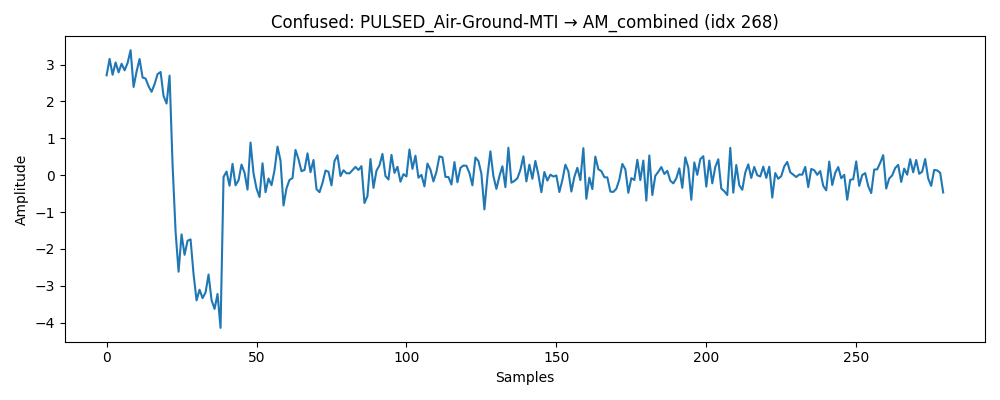 Confused: PULSED_Air-Ground-MTI → AM_combined (idx 268)
3
2
1
0
−1
−2
−3
−4
Amplitude
0 50 100 150 200 250
Samples